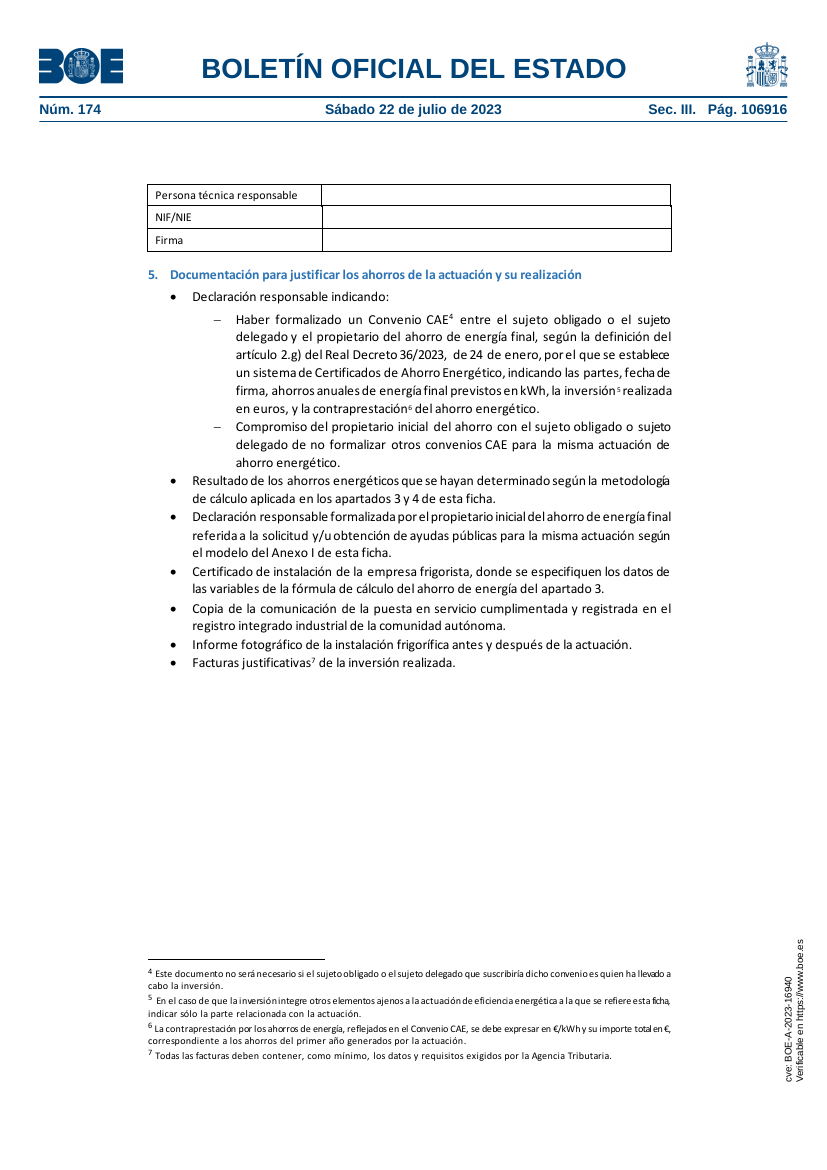 BOE
BOLETÍN OFICIAL DEL ESTADO
Núm. 174 Sábado 22 de julio de 2023 Sec. III. Pág. 106916
Persona técnica responsable
NIF/NIE
Firma
5. Documentación para justificar los ahorros de la actuación y su realización
• Declaración responsable indicando:
– Haber formalizado un Convenio CAE⁴ entre el sujeto obligado o el sujeto
delegado y el propietario del ahorro de energía final, según la definición del
artículo 2.g) del Real Decreto 36/2023, de 24 de enero, por el que se establece
un sistema de Certificados de Ahorro Energético, indicando las partes, fecha de
firma, ahorros anuales de energía final previstos en kWh, la inversión⁵ realizada
en euros, y la contraprestación⁶ del ahorro energético.
– Compromiso del propietario inicial del ahorro con el sujeto obligado o sujeto
delegado de no formalizar otros convenios CAE para la misma actuación de
ahorro energético.
• Resultado de los ahorros energéticos que se hayan determinado según la metodología
de cálculo aplicada en los apartados 3 y 4 de esta ficha.
• Declaración responsable formalizada por el propietario inicial del ahorro de energía final
referida a la solicitud y/u obtención de ayudas públicas para la misma actuación según
el modelo del Anexo I de esta ficha.
• Certificado de instalación de la empresa frigorista, donde se especifiquen los datos de
las variables de la fórmula de cálculo del ahorro de energía del apartado 3.
• Copia de la comunicación de la puesta en servicio cumplimentada y registrada en el
registro integrado industrial de la comunidad autónoma.
• Informe fotográfico de la instalación frigorífica antes y después de la actuación.
• Facturas justificativas⁷ de la inversión realizada.
⁴ Este documento no será necesario si el sujeto obligado o el sujeto delegado que suscribiría dicho convenio es quien ha llevado a
cabo la inversión.
⁵ En el caso de que la inversión integre otros elementos ajenos a la actuación de eficiencia energética a la que se refiere esta ficha,
indicar sólo la parte relacionada con la actuación.
⁶ La contraprestación por los ahorros de energía, reflejados en el Convenio CAE, se debe expresar en €/kWh y su importe total en €,
correspondiente a los ahorros del primer año generados por la actuación.
⁷ Todas las facturas deben contener, como mínimo, los datos y requisitos exigidos por la Agencia Tributaria.
cve: BOE-A-2023-16940
Verificable en https://www.boe.es